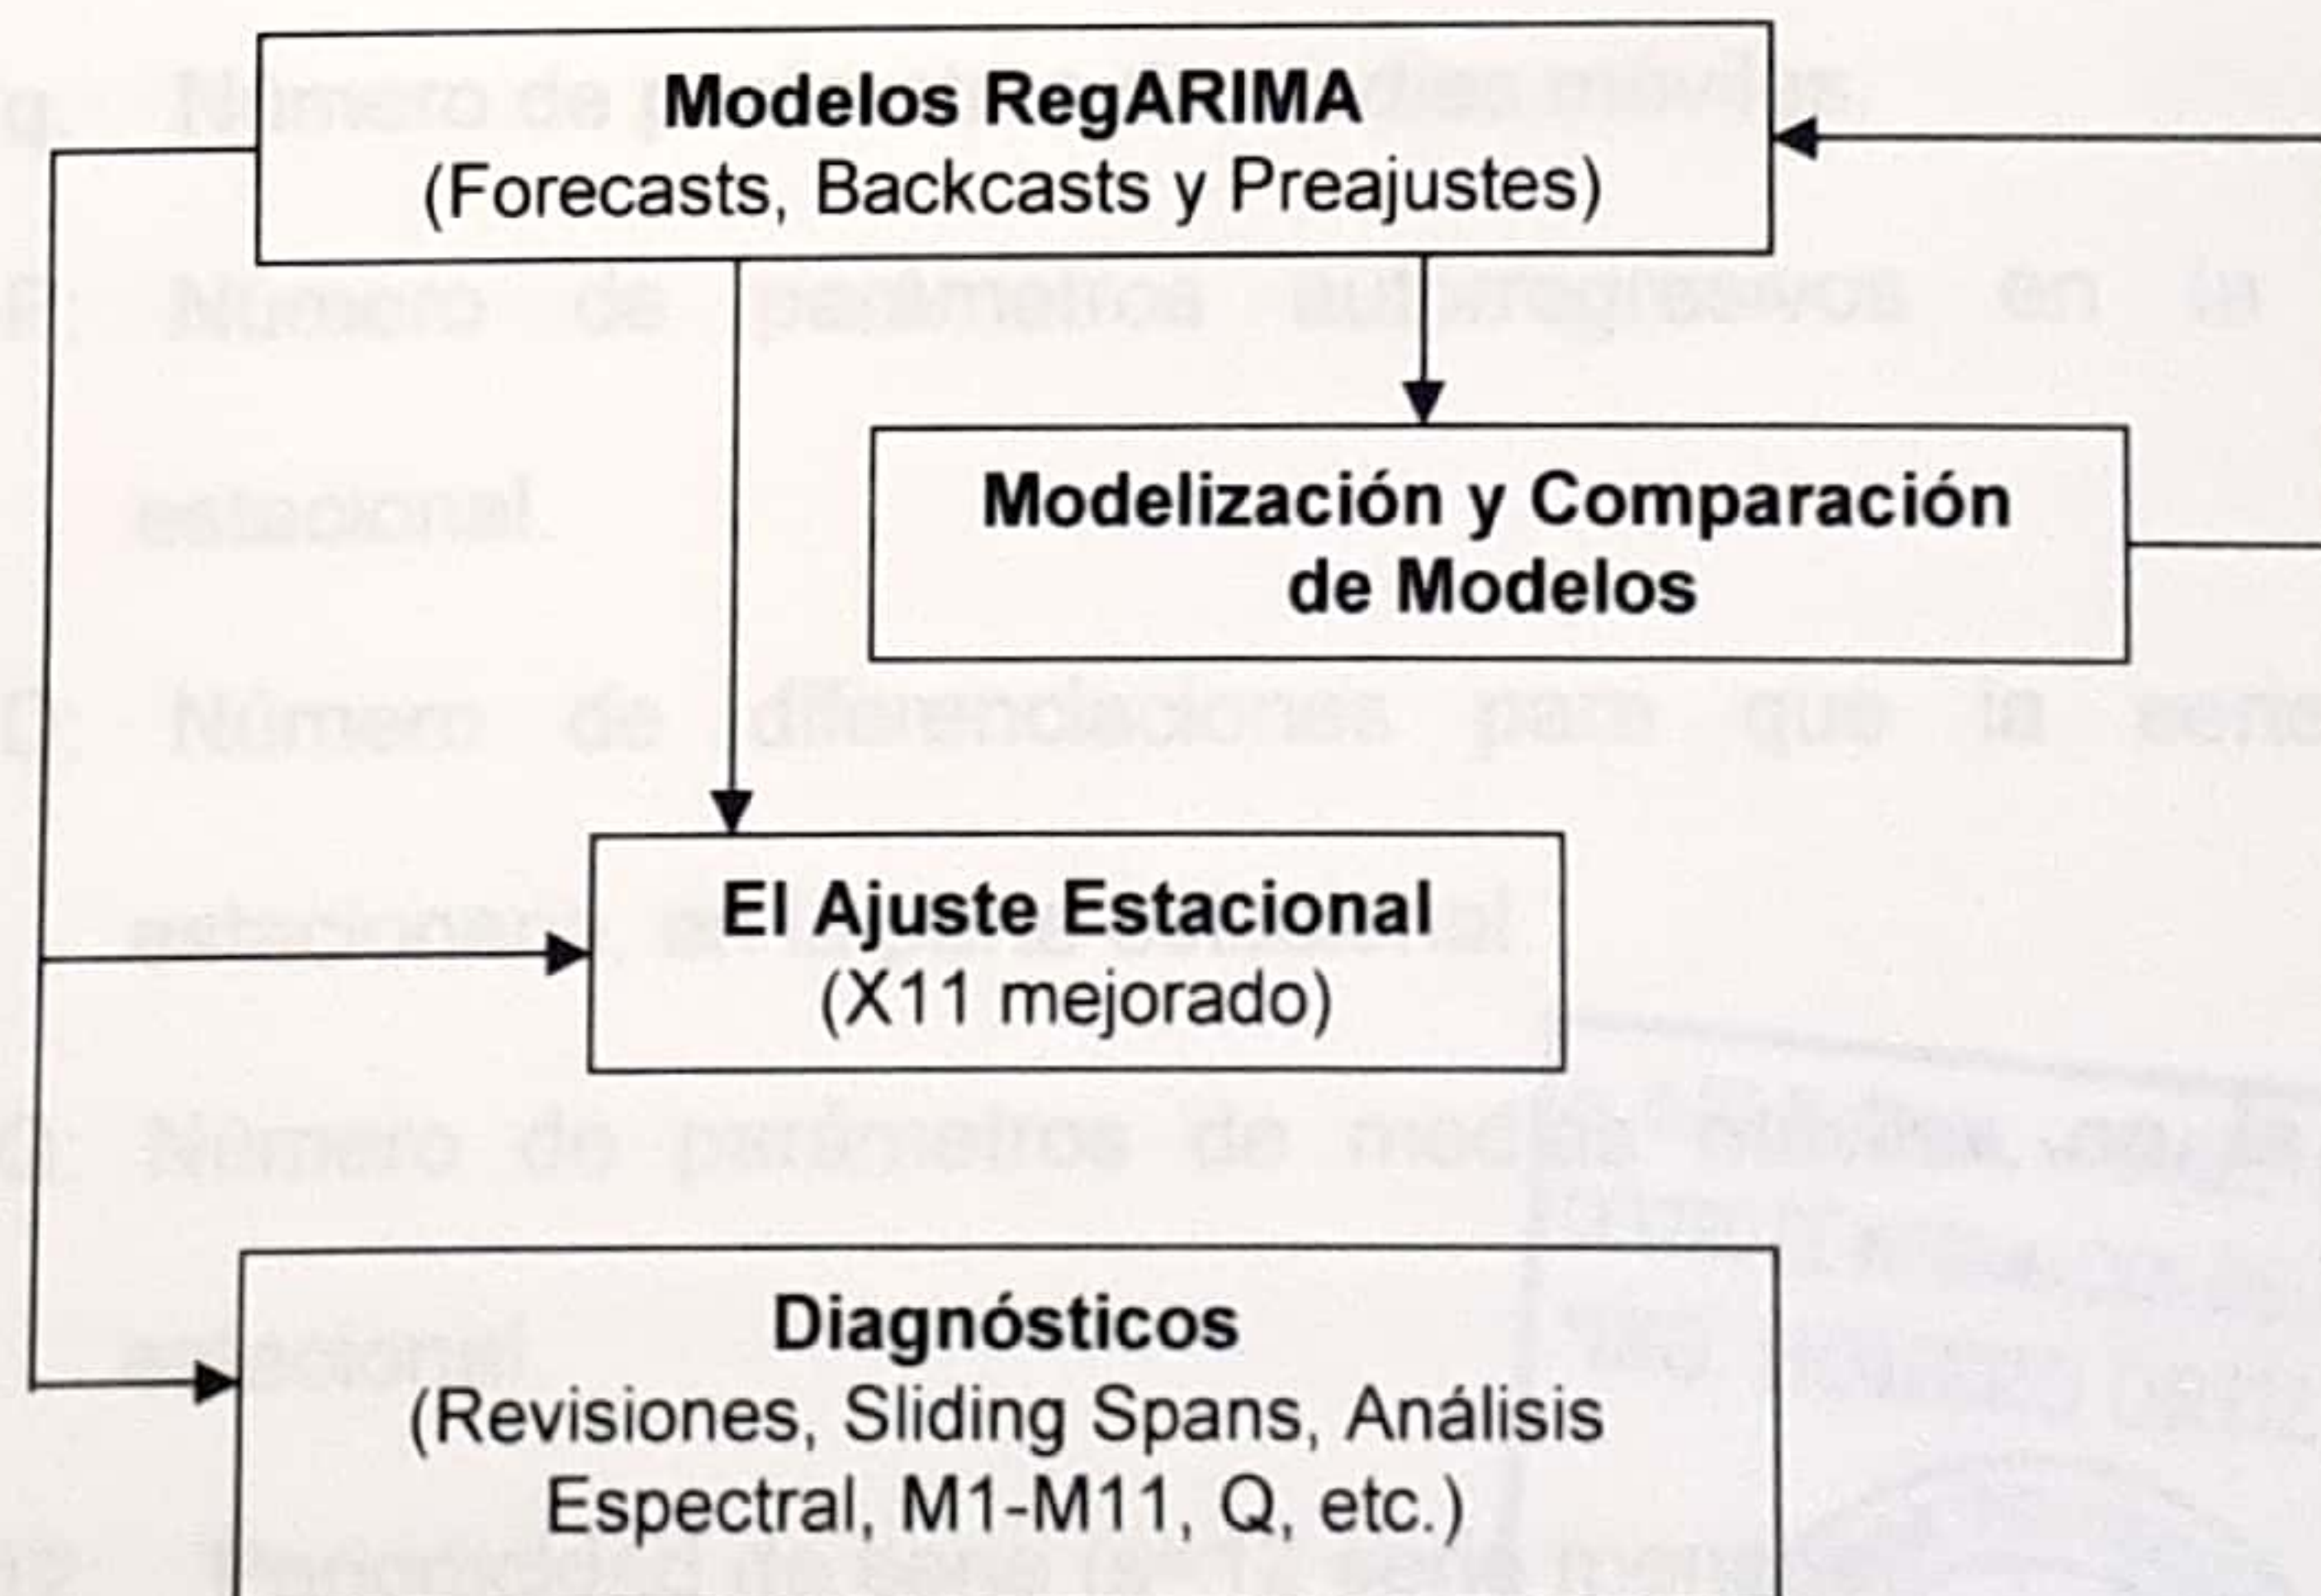 Modelos RegARIMA
(Forecasts, Backcasts y Preajustes)
Modelización y Comparación
de Modelos
El Ajuste Estacional
(X11 mejorado)
Diagnósticos
(Revisiones, Sliding Spans, Análisis
Espectral, M1-M11, Q, etc.)